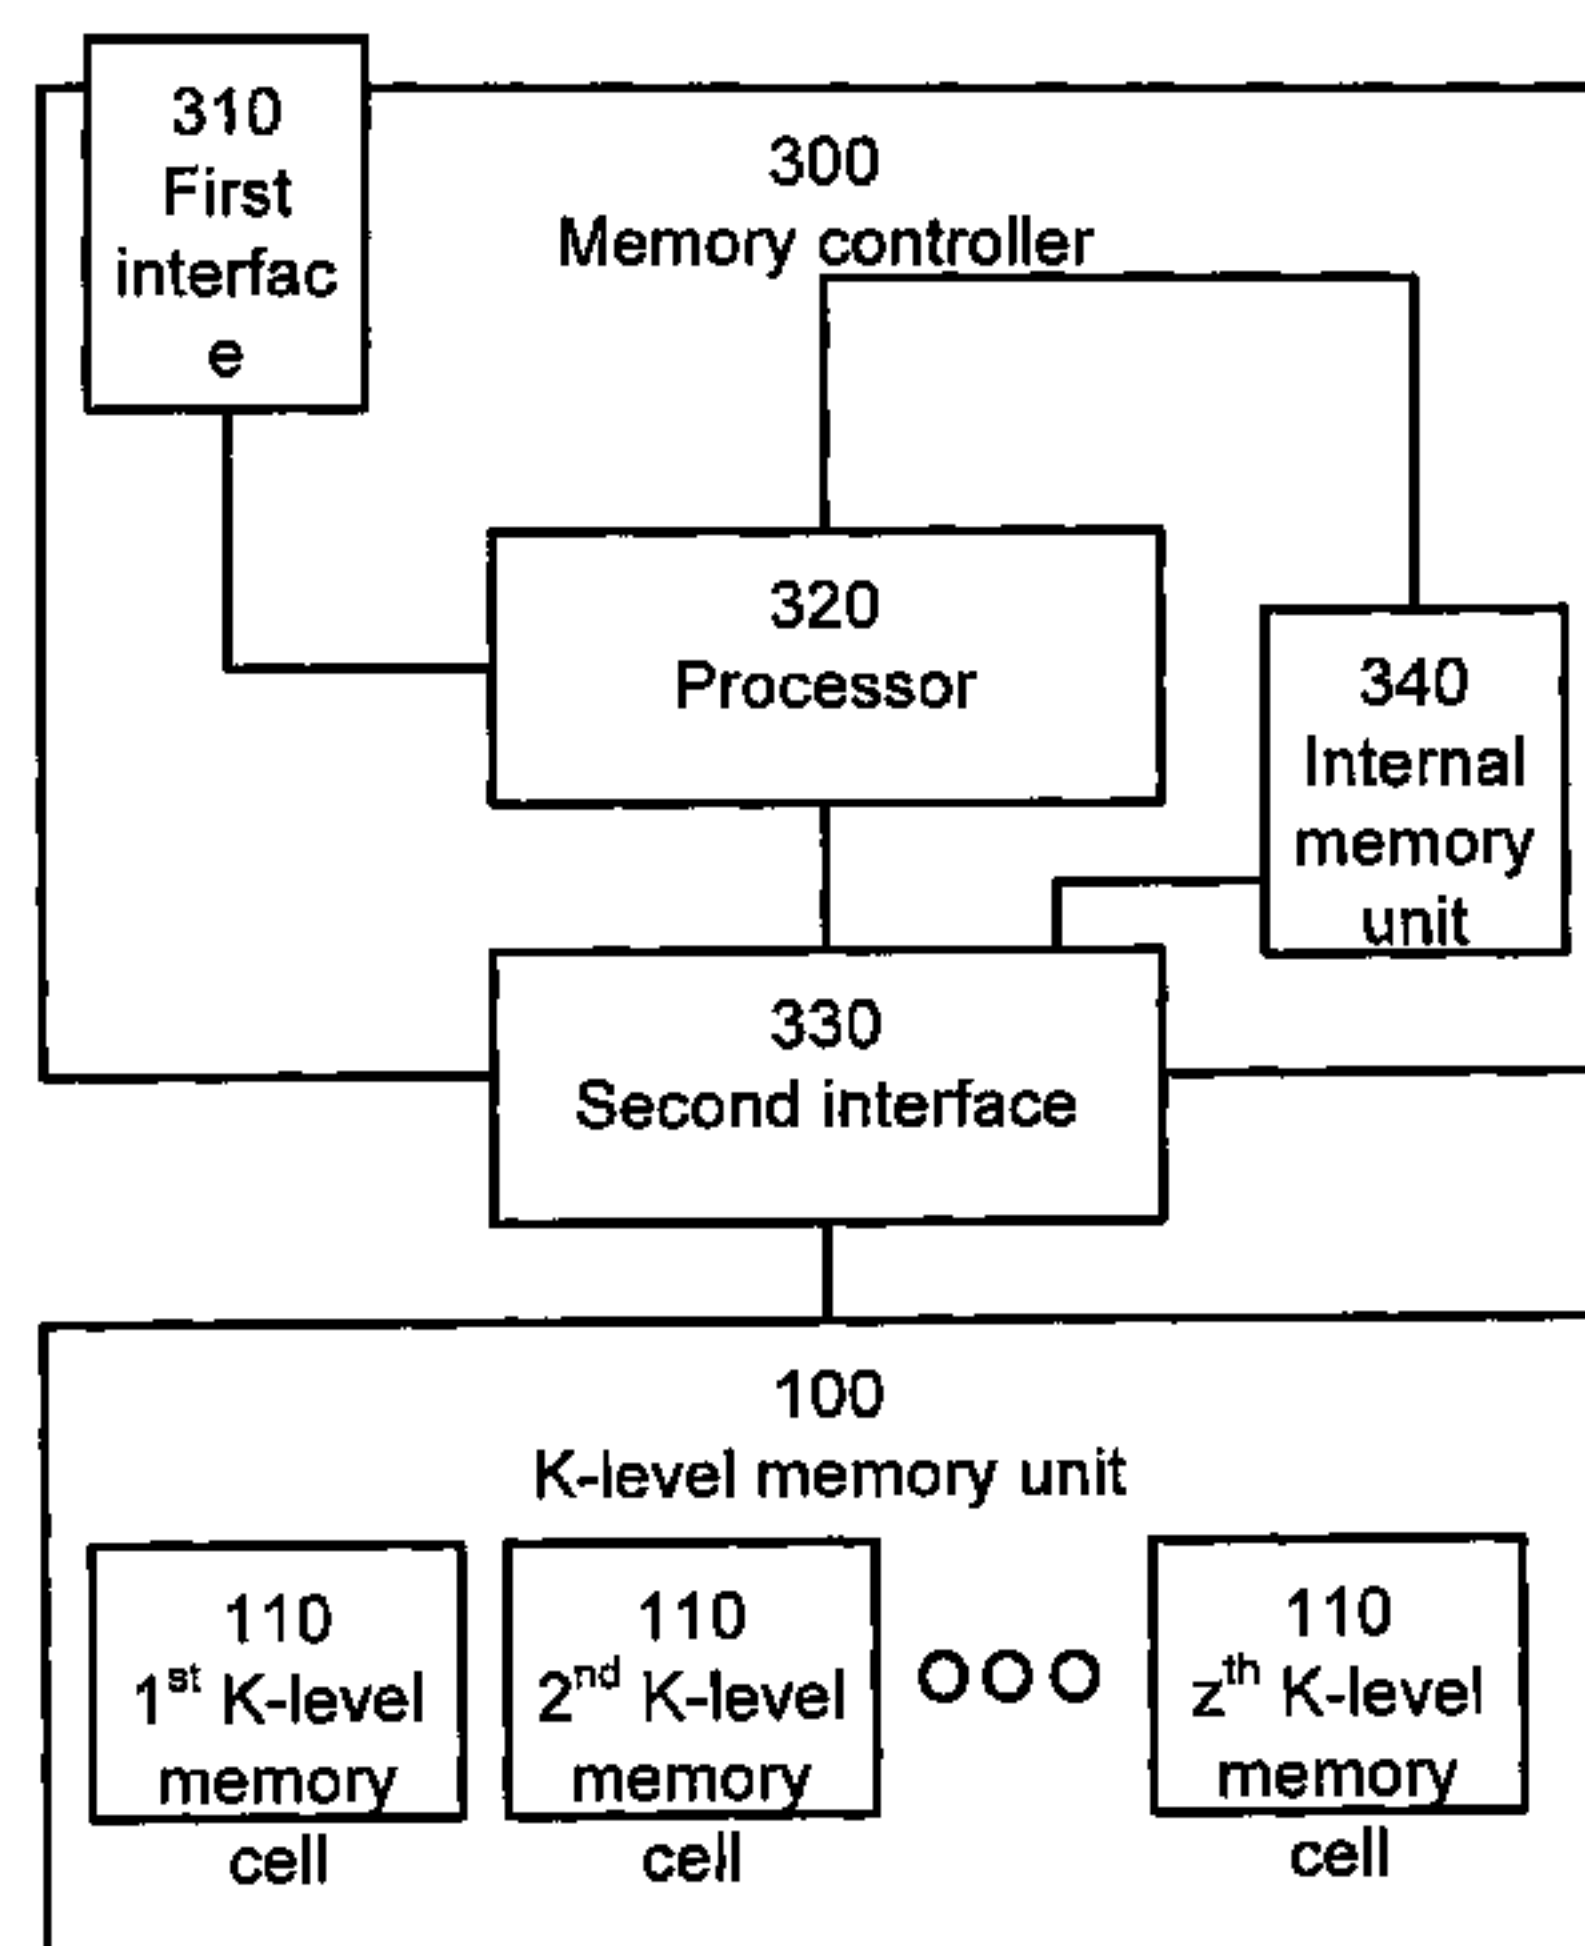 310
First
interfac
e
300
Memory controller
320
Processor
340
Internal
memory
unit
330
Second interface
100
K-level memory unit
110
1st K-level
memory
cell
110
2nd K-level
memory
cell
110
zth K-level
memory
cell